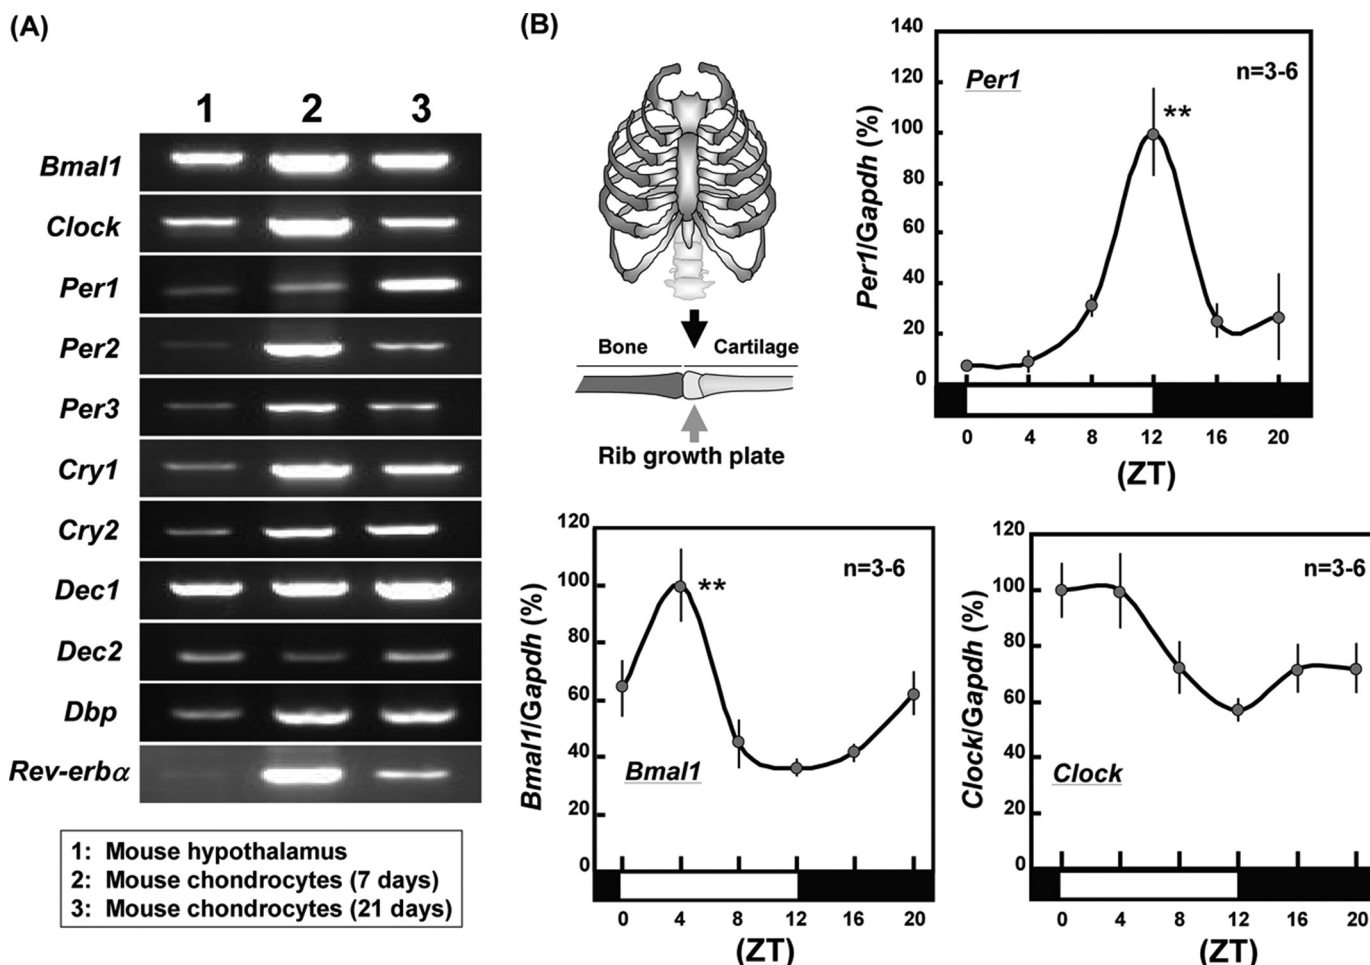 (A)
1 2 3
Bmal1
Clock
Per1
Per2
Per3
Cry1
Cry2
Dec1
Dec2
Dbp
Rev-erbα
1: Mouse hypothalamus
2: Mouse chondrocytes (7 days)
3: Mouse chondrocytes (21 days)
(B)
Bone Cartilage
Rib growth plate
Per1/Gapdh (%)
140
120
100
80
60
40
20
0
Per1
n=3-6
**
0 4 8 12 16 20
(ZT)
Bmal1/Gapdh (%)
120
100
80
60
40
20
0
n=3-6
**
Bmal1
0 4 8 12 16 20
(ZT)
Clock/Gapdh (%)
120
100
80
60
40
20
0
n=3-6
Clock
0 4 8 12 16 20
(ZT)